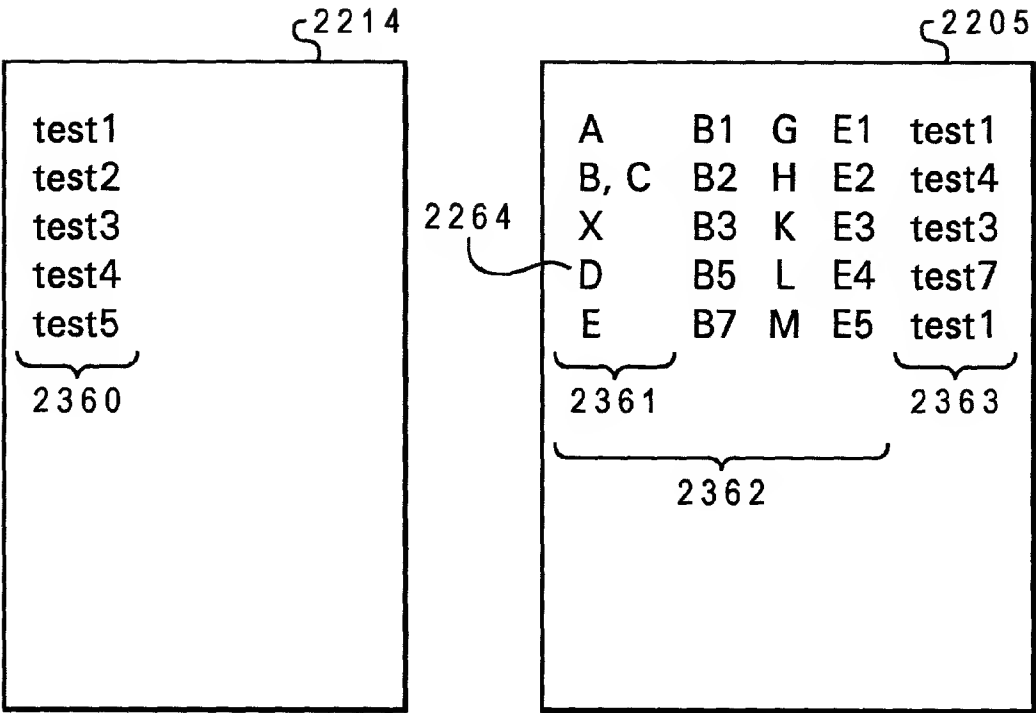 2214
test1
test2
test3
test4
test5
2360
2205
2264
A B1 G E1 test1
B, C B2 H E2 test4
X B3 K E3 test3
D B5 L E4 test7
E B7 M E5 test1
2361 2363
2362